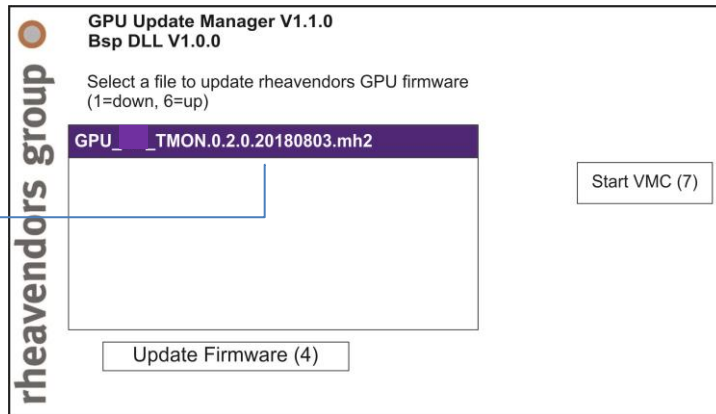 rheavendors group
GPU Update Manager V1.1.0
Bsp DLL V1.0.0
Select a file to update rheavendors GPU firmware
(1=down, 6=up)
GPU_ _TMON.0.2.0.20180803.mh2
Start VMC (7)
Update Firmware (4)